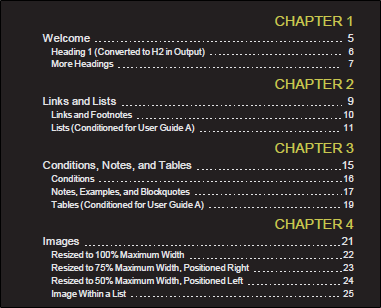 CHAPTER 1
Welcome 5
Heading 1 (Converted to H2 in Output) 6
More Headings 7
CHAPTER 2
Links and Lists 9
Links and Footnotes 10
Lists (Conditioned for User Guide A) 11
CHAPTER 3
Conditions, Notes, and Tables 15
Conditions 16
Notes, Examples, and Blockquotes 17
Tables (Conditioned for User Guide A) 19
CHAPTER 4
Images 21
Resized to 100% Maximum Width 22
Resized to 75% Maximum Width, Positioned Right 23
Resized to 50% Maximum Width, Positioned Left 24
Image Within a List 25